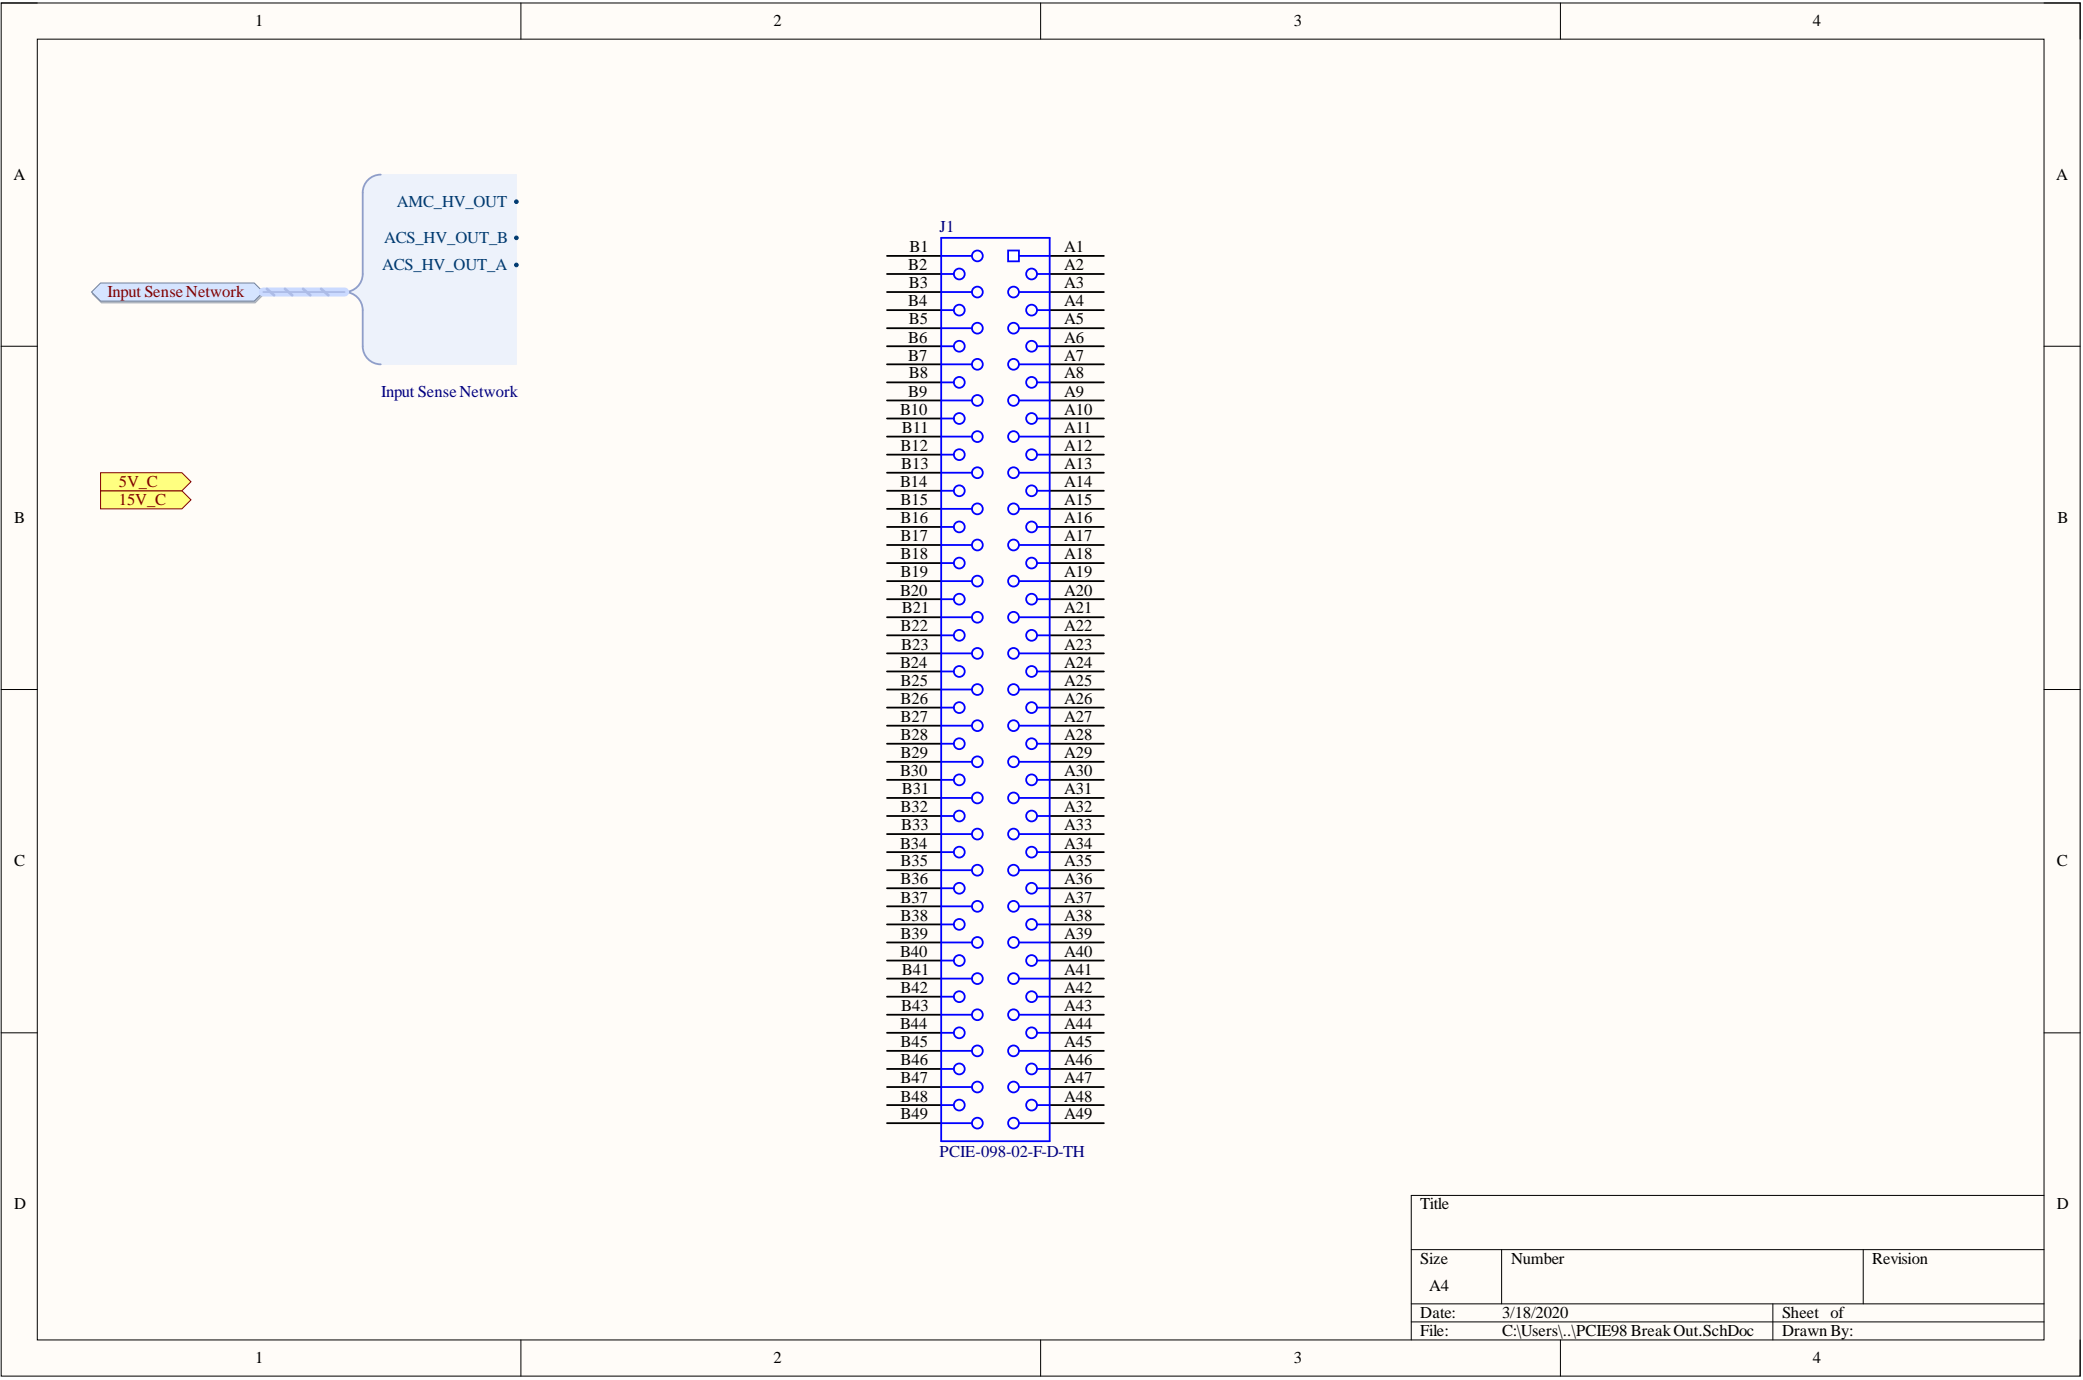 1 2 3 4
A A
AMC_HV_OUT
ACS_HV_OUT_B
ACS_HV_OUT_A
Input Sense Network
Input Sense Network
5V_C
15V_C
B B
C C
D D
J1
B1 A1
B2 A2
B3 A3
B4 A4
B5 A5
B6 A6
B7 A7
B8 A8
B9 A9
B10 A10
B11 A11
B12 A12
B13 A13
B14 A14
B15 A15
B16 A16
B17 A17
B18 A18
B19 A19
B20 A20
B21 A21
B22 A22
B23 A23
B24 A24
B25 A25
B26 A26
B27 A27
B28 A28
B29 A29
B30 A30
B31 A31
B32 A32
B33 A33
B34 A34
B35 A35
B36 A36
B37 A37
B38 A38
B39 A39
B40 A40
B41 A41
B42 A42
B43 A43
B44 A44
B45 A45
B46 A46
B47 A47
B48 A48
B49 A49
PCIE-098-02-F-D-TH
Title
Size Number Revision
A4
Date: 3/18/2020 Sheet of
File: C:\Users\..\PCIE98 Break Out.SchDoc Drawn By:
1 2 3 4